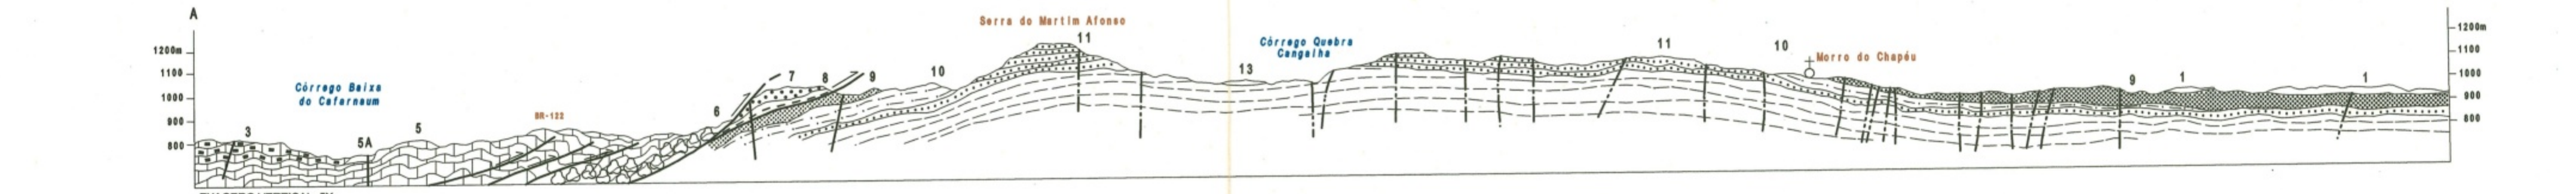 A
Serra do Martim Afonso
1200m
1100
1000
900
800
Córrego Baixa
do Cafarnaum
BR-122
3
5A
5
6
7
8
9
10
11
13
Córrego Quebra
Cangalha
11
10
Morro do Chapéu
9
1
1
1200m
1100
1000
900
800